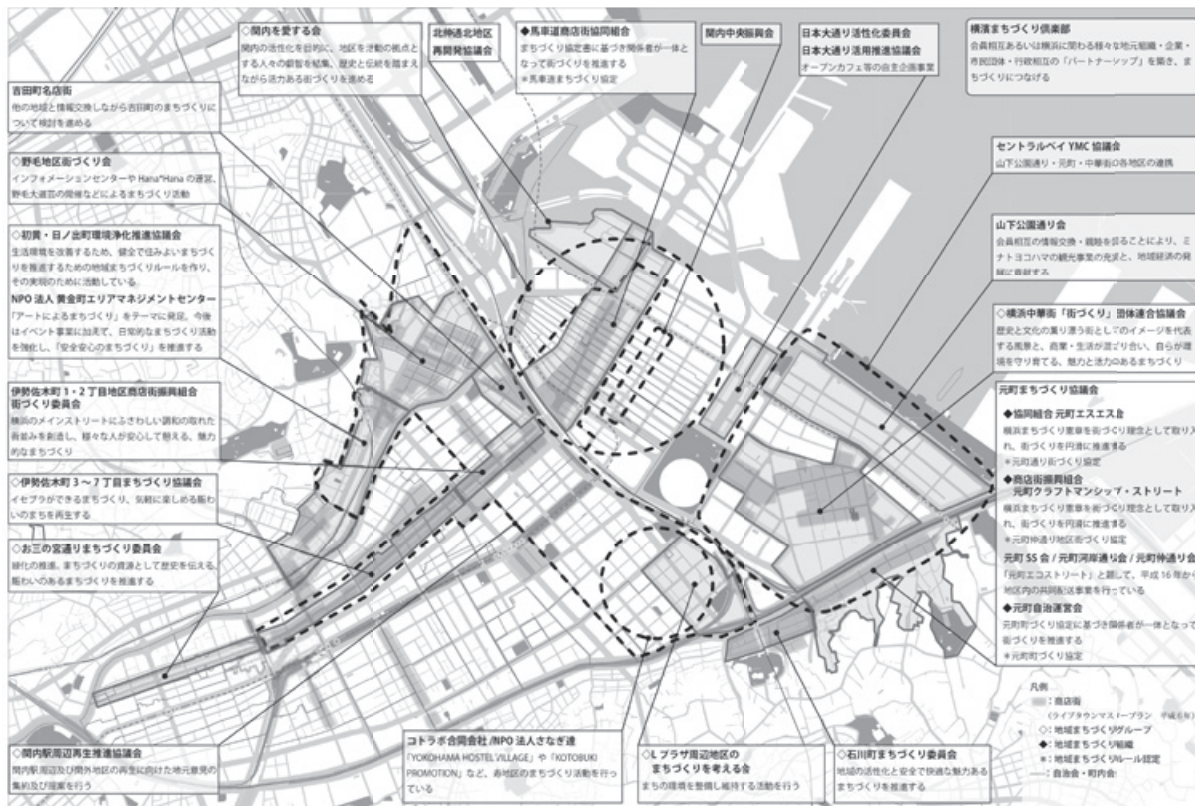 ◇関内を愛する会
関内の活性化を目的に、地区を活動の拠点と
する人々の叡智を結集、歴史と伝統を踏まえ
ながら活力ある街づくりを進める
北仲通北地区
再開発協議会
◆馬車道商店街協同組合
まちづくり協定書に基づき関係者が一体と
なって街づくりを推進する
＊馬車道まちづくり協定
関内中央振興会
日本大通り活性化委員会
日本大通り活用推進協議会
オープンカフェ等の自主企画事業
横濱まちづくり倶楽部
会員相互あるいは横浜に関わる様々な地元組織・企業・
市民団体・行政相互の「パートナーシップ」を築き、ま
ちづくりにつなげる
吉田町名店街
他の地域と情報交換しながら吉田町のまちづくりに
ついて検討を進める
◇野毛地区街づくり会
インフォメーションセンターや Hana*Hana の運営、
野毛大道芸の開催などによるまちづくり活動
◇初黄・日ノ出町環境浄化推進協議会
生活環境を改善するため、健全で住みよいまちづく
りを推進するための地域まちづくりルールを作り、
その実現のために活動している
NPO 法人 黄金町エリアマネジメントセンター
「アートによるまちづくり」をテーマに発足。今後
はイベント事業に加えて、日常的なまちづくり活動
を強化し、「安全安心のまちづくり」を推進する
伊勢佐木町 1・2 丁目地区商店街振興組合
街づくり委員会
横浜のメインストリートにふさわしい調和の取れた
街並みを創造し、様々な人が安心して憩える、魅力
的なまちづくり
◇伊勢佐木町 3 〜 7 丁目まちづくり協議会
イセブラができるまちづくり、気軽に楽しめる賑わ
いのまちを再生する
◇お三の宮通りまちづくり委員会
緑化の推進、まちづくりの資源として歴史を伝える、
賑わいのあるまちづくりを推進する
◇関内駅周辺再生推進協議会
関内駅周辺及び関外地区の再生に向けた地元意見の
集約及び提案を行う
コトラボ合同会社 /NPO 法人さなぎ達
「YOKOHAMA HOSTEL VILLAGE」や「KOTOBUKI
PROMOTION」など、寿地区のまちづくり活動を行っ
ている
◇L プラザ周辺地区の
まちづくりを考える会
まちの環境を整備し維持する活動を行う
◇石川町まちづくり委員会
地域の活性化と安全で快適な魅力ある
まちづくりを推進する
セントラルベイ YMC 協議会
山下公園通り・元町・中華街の各地区の連携
山下公園通り会
会員相互の情報交換・親睦を図ることにより、ミ
ナトヨコハマの観光事業の充実と、地域経済の発
展に貢献する
◇横浜中華街「街づくり」団体連合協議会
歴史と文化の薫り漂う街としてのイメージを代表
する風景と、商業・生活が混ざり合い、自らが環
境を守り育てる、魅力と活力のあるまちづくり
元町まちづくり協議会
◆協同組合 元町エスエス会
横浜まちづくり憲章を街づくり理念として取り入
れ、街づくりを円滑に推進する
＊元町通り街づくり協定
◆商店街振興組合
元町クラフトマンシップ・ストリート
横浜まちづくり憲章を街づくり理念として取り入
れ、街づくりを円滑に推進する
＊元町仲通り地区街づくり協定
元町 SS 会 / 元町河岸通り会 / 元町仲通り会
「元町エコストリート」と題して、平成 16 年から
地区内の共同配送事業を行っている
◆元町自治運営会
元町町づくり協定に基づき関係者が一体となって
街づくりを推進する
＊元町町づくり協定
凡例
：商店街
（ライブタウンマスタープラン 平成6年）
◇：地域まちづくりグループ
◆：地域まちづくり組織
＊：地域まちづくりルール認定
：自治会・町内会